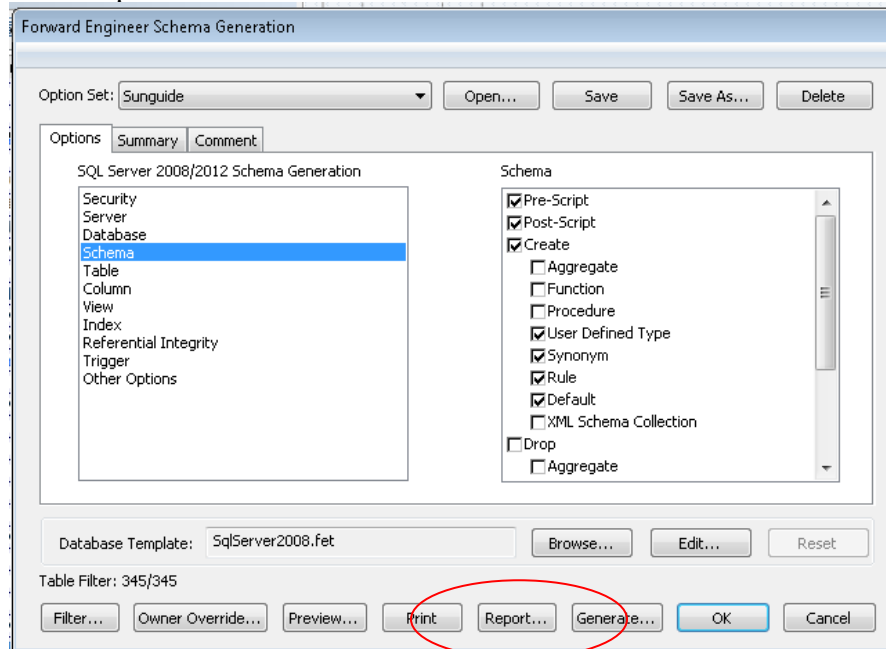 Forward Engineer Schema Generation
Option Set: Sunguide Open... Save Save As... Delete
Options Summary Comment
SQL Server 2008/2012 Schema Generation
Security
Server
Database
Schema
Table
Column
View
Index
Referential Integrity
Trigger
Other Options
Schema
Pre-Script
Post-Script
Create
Aggregate
Function
Procedure
User Defined Type
Synonym
Rule
Default
XML Schema Collection
Drop
Aggregate
Database Template: SqlServer2008.fet Browse... Edit... Reset
Table Filter: 345/345
Filter... Owner Override... Preview... Print Report... Generate... OK Cancel